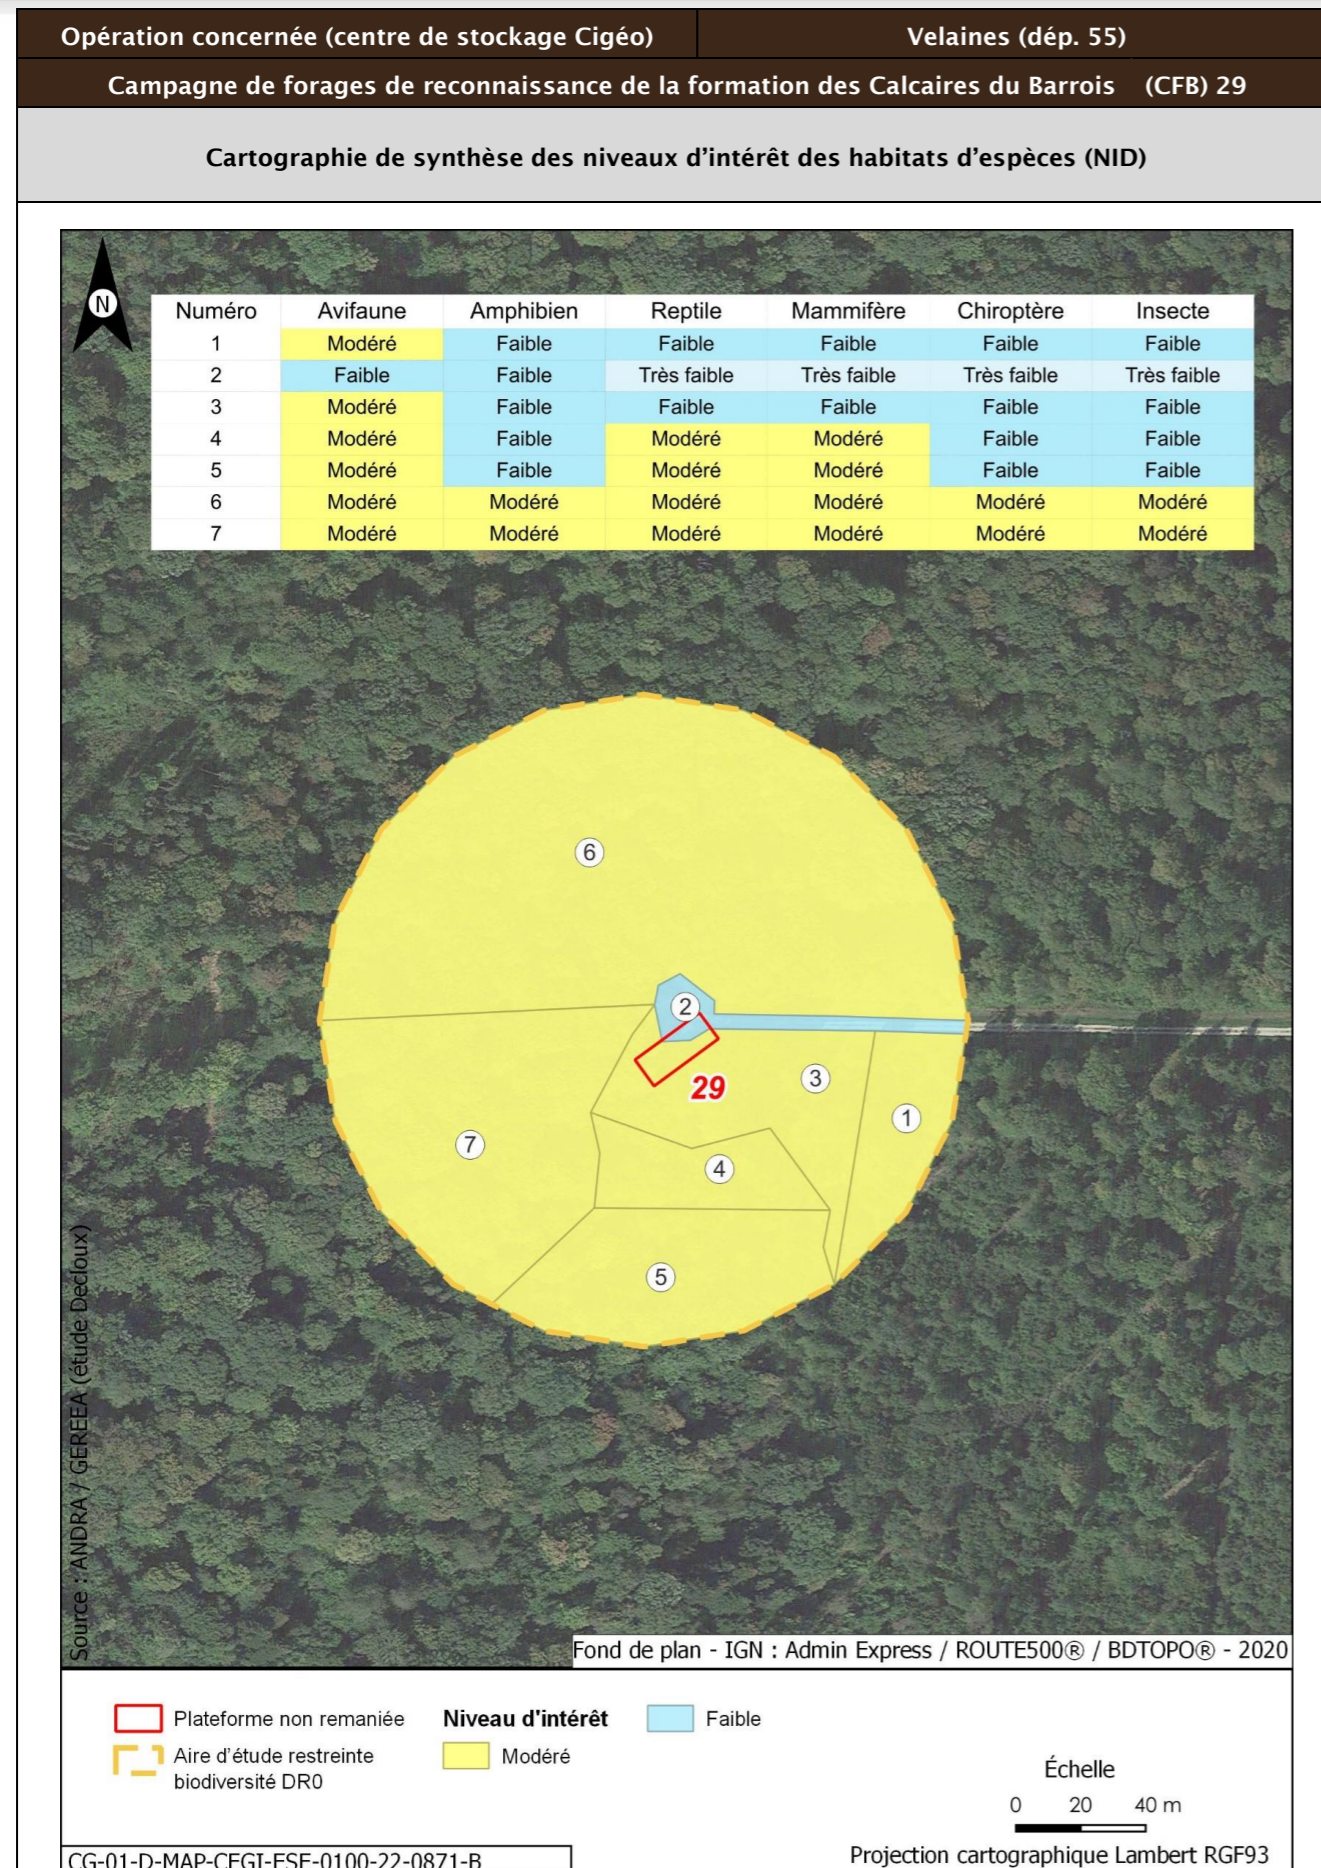 Opération concernée (centre de stockage Cigéo) Velaines (dép. 55)
Campagne de forages de reconnaissance de la formation des Calcaires du Barrois (CFB) 29
Cartographie de synthèse des niveaux d'intérêt des habitats d'espèces (NID)
N
Numéro Avifaune Amphibien Reptile Mammifère Chiroptère Insecte
1 Modéré Faible Faible Faible Faible Faible
2 Faible Faible Très faible Très faible Très faible Très faible
3 Modéré Faible Faible Faible Faible Faible
4 Modéré Faible Modéré Modéré Faible Faible
5 Modéré Faible Modéré Modéré Faible Faible
6 Modéré Modéré Modéré Modéré Modéré Modéré
7 Modéré Modéré Modéré Modéré Modéré Modéré
6
2
3
29
1
7
4
5
Source : ANDRA / GEREEA (étude Decloux)
Fond de plan - IGN : Admin Express / ROUTE500® / BDTOPO® - 2020
Plateforme non remaniée
Aire d'étude restreinte
biodiversité DR0
Niveau d'intérêt
Modéré
Faible
Échelle
0 20 40 m
Projection cartographique Lambert RGF93
CG-01-D-MAP-CEGI-ESE-0100-22-0871-B